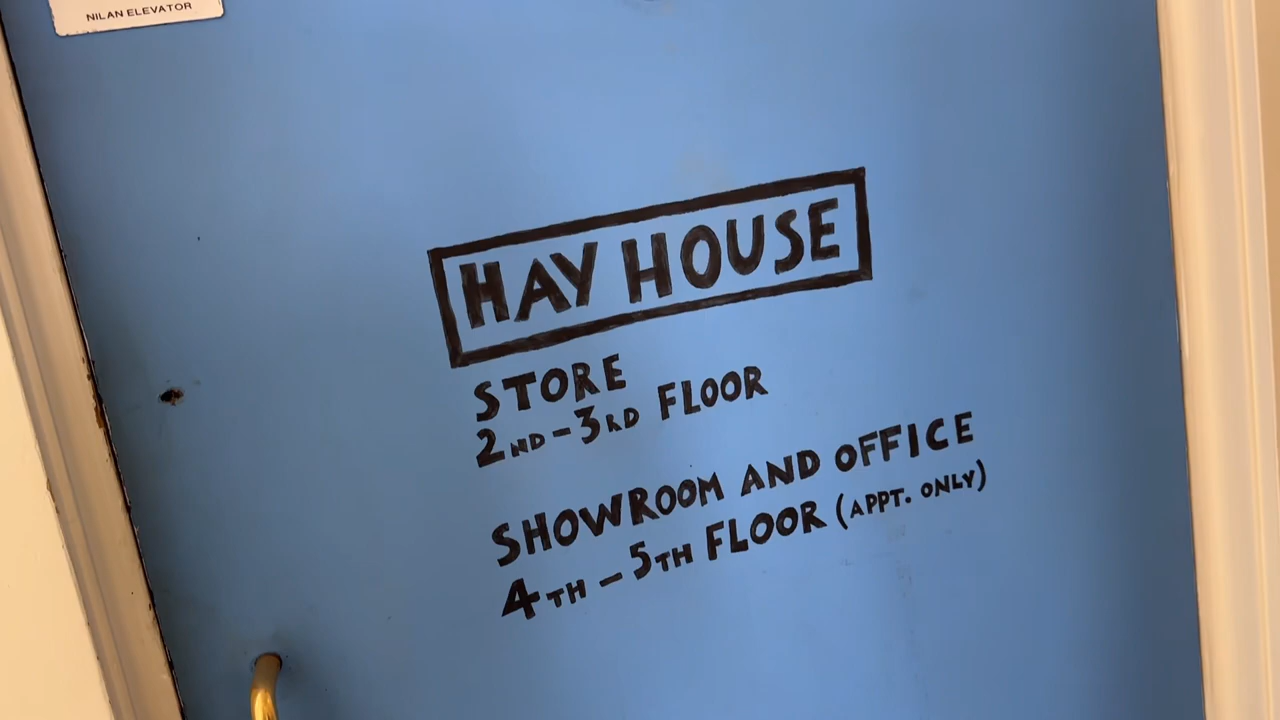 NILAN ELEVATOR
HAY HOUSE
STORE
2ND-3RD FLOOR
SHOWROOM AND OFFICE
4TH-5TH FLOOR (APPT. ONLY)